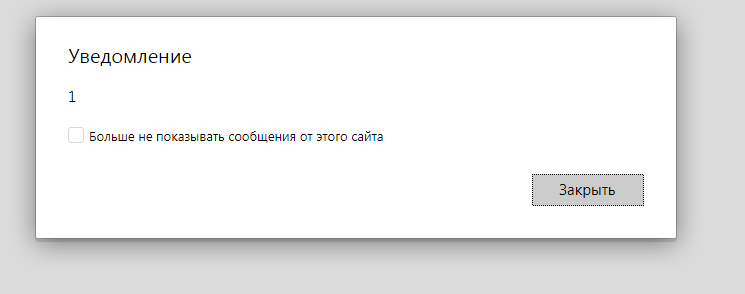 Уведомление
1
Больше не показывать сообщения от этого сайта
Закрыть